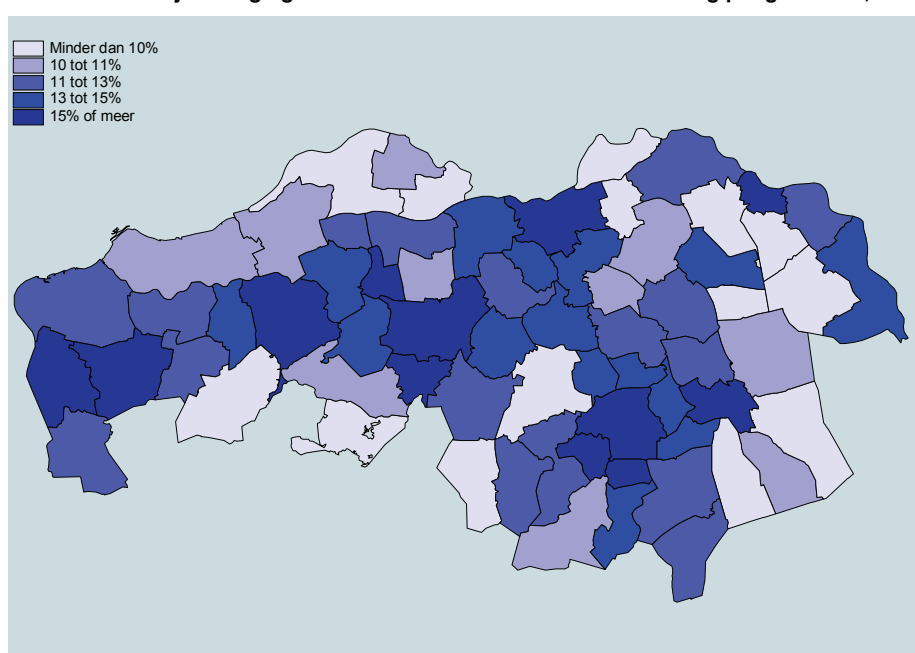 Minder dan 10%
10 tot 11%
11 tot 13%
13 tot 15%
15% of meer